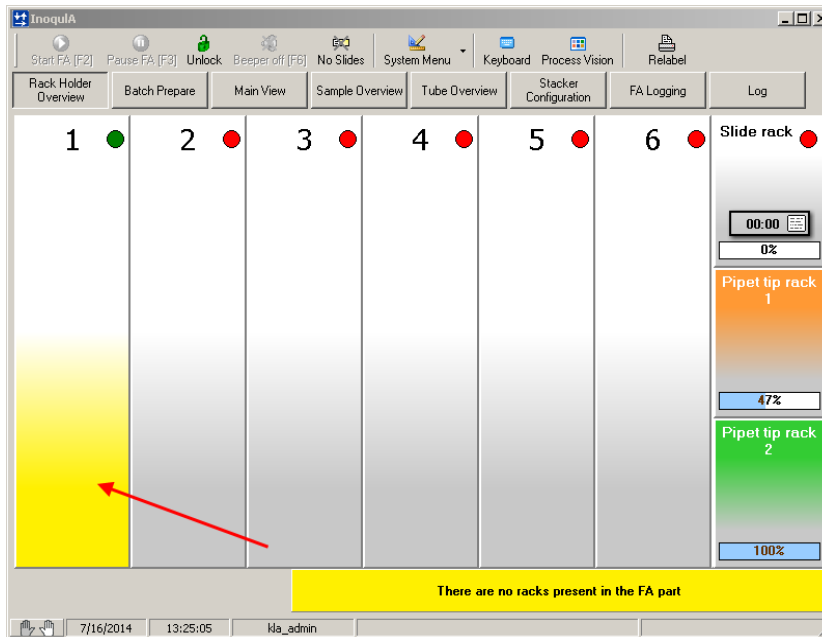 InoqulA
Start FA [F2] Pause FA [F3] Unlock Beeper off [F6] No Slides System Menu Keyboard Process Vision Relabel
Rack Holder
Overview
Batch Prepare
Main View
Sample Overview
Tube Overview
Stacker
Configuration
FA Logging
Log
1 2 3 4 5 6
Slide rack
00:00
0%
Pipet tip rack
1
47%
Pipet tip rack
2
100%
There are no racks present in the FA part
7/16/2014 13:25:05 kla_admin